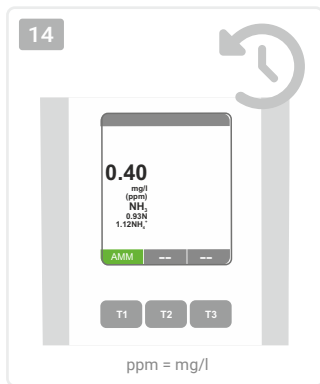 14
0.40
mg/l
(ppm)
NH₃
0.93N
1.12NH₄⁺
AMM -- --
T1 T2 T3
ppm = mg/l